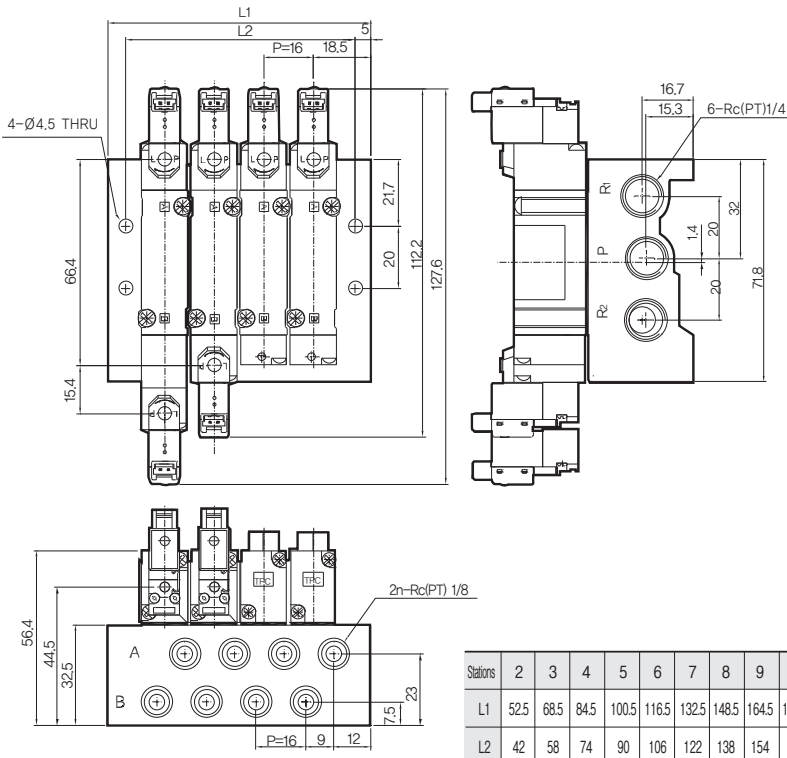 L1
L2
5
P=16
18.5
4-Ø4.5 THRU
L P
L P
L P
L P
66.4
15.4
21.7
20
112.2
127.6
16.7
15.3
6-Rc(PT)1/4
R1
P
R2
1.4
20
20
32
71.8
TPC
TPC
2n-Rc(PT) 1/8
56.4
44.5
32.5
A
B
P=16
9
12
7.5
23
Stations 2 3 4 5 6 7 8 9
L1 52.5 68.5 84.5 100.5 116.5 132.5 148.5 164.5 1
L2 42 58 74 90 106 122 138 154